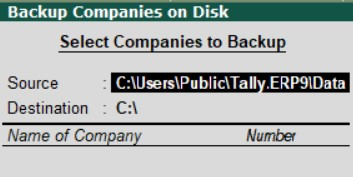 Backup Companies on Disk
Select Companies to Backup
Source : C:\Users\Public\Tally.ERP9\Data
Destination : C:\
Name of Company Number